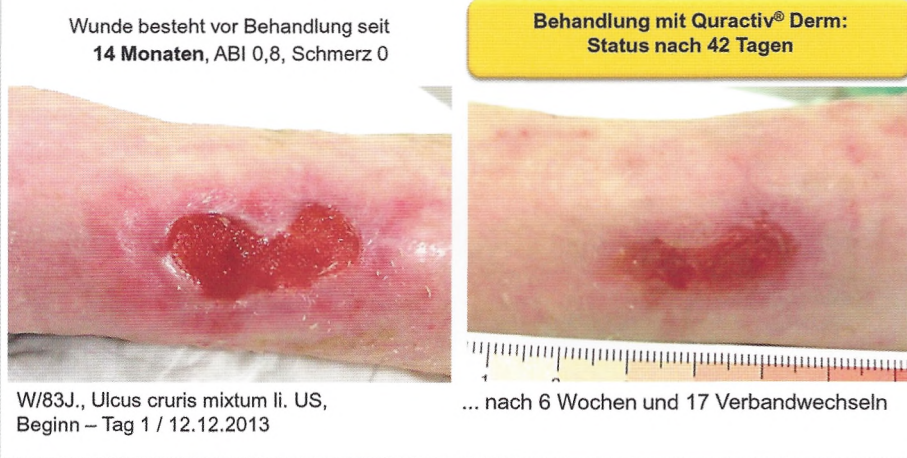 Wunde besteht vor Behandlung seit
14 Monaten, ABI 0,8, Schmerz 0
Behandlung mit Quractiv® Derm:
Status nach 42 Tagen
W/83J., Ulcus cruris mixtum li. US,
Beginn – Tag 1 / 12.12.2013
... nach 6 Wochen und 17 Verbandwechseln